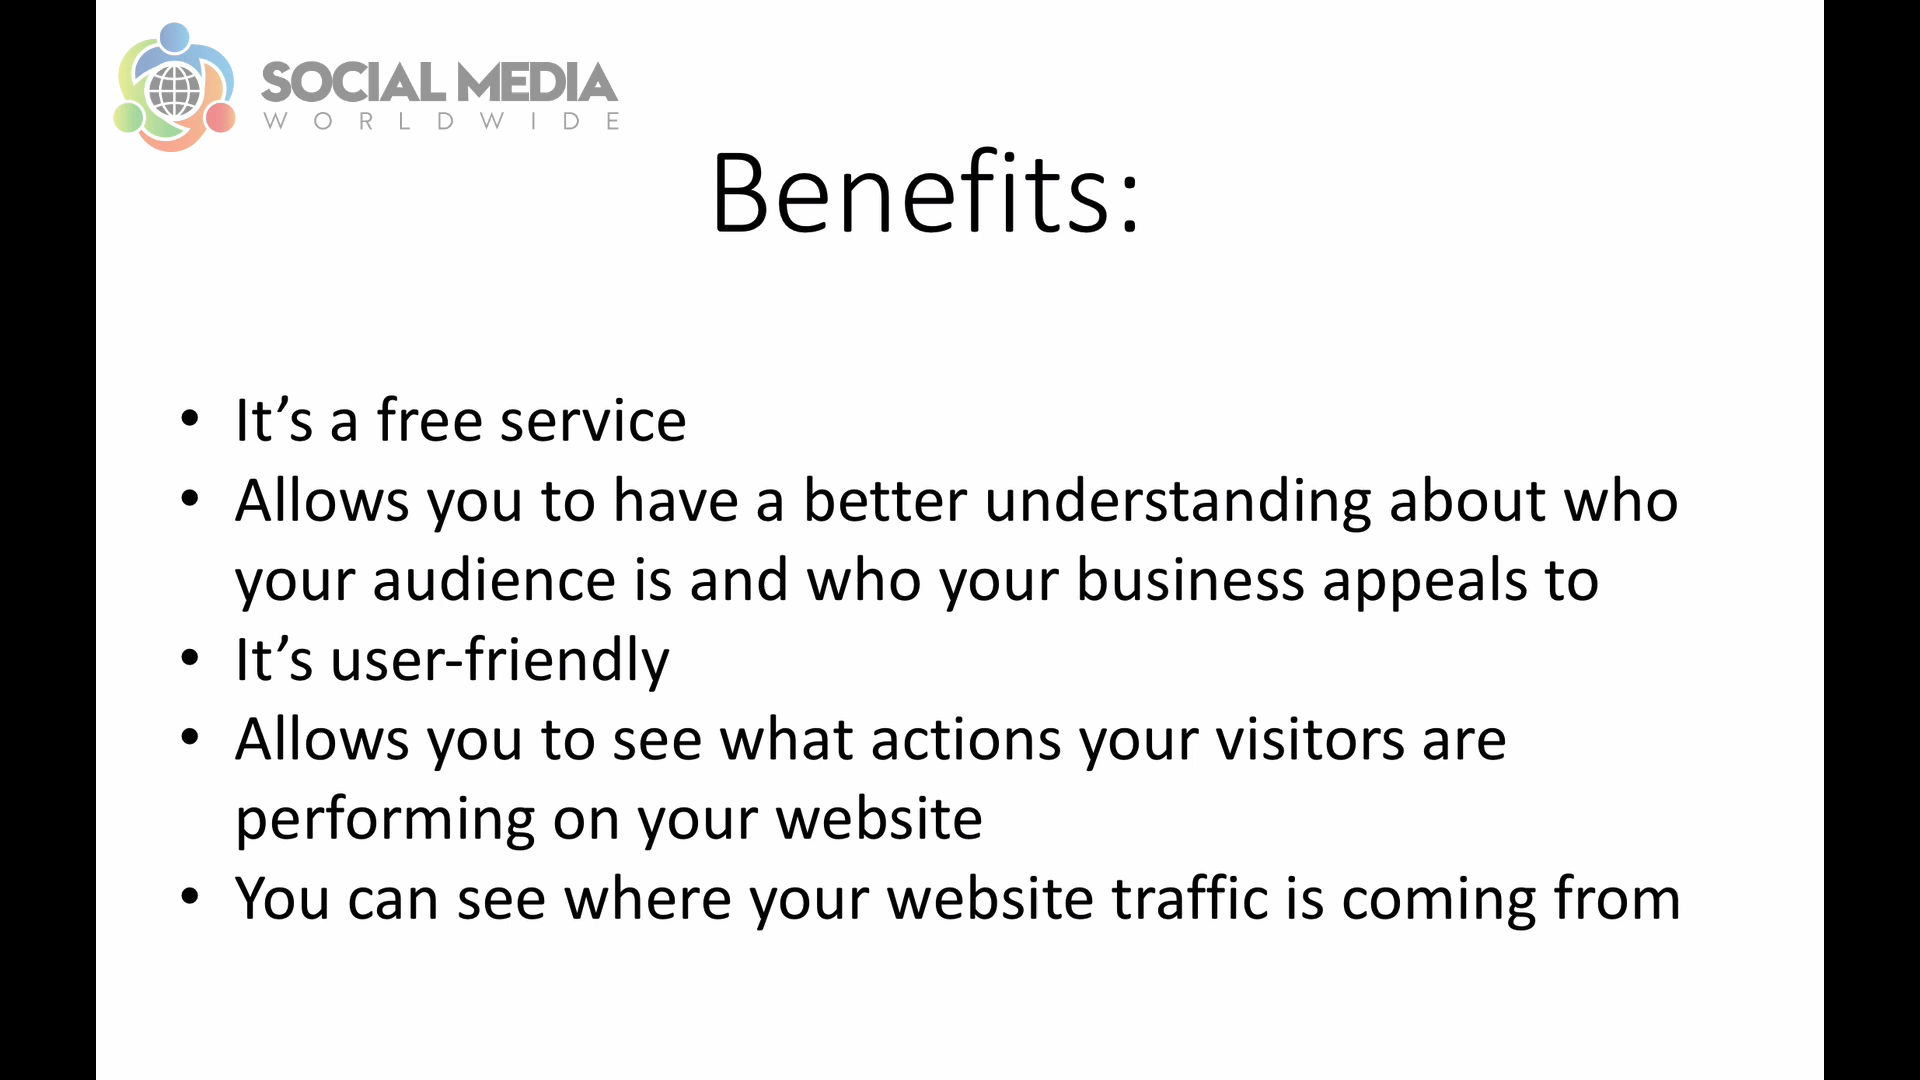 SOCIAL MEDIA
WORLDWIDE
Benefits:
• It’s a free service
• Allows you to have a better understanding about who
your audience is and who your business appeals to
• It’s user-friendly
• Allows you to see what actions your visitors are
performing on your website
• You can see where your website traffic is coming from